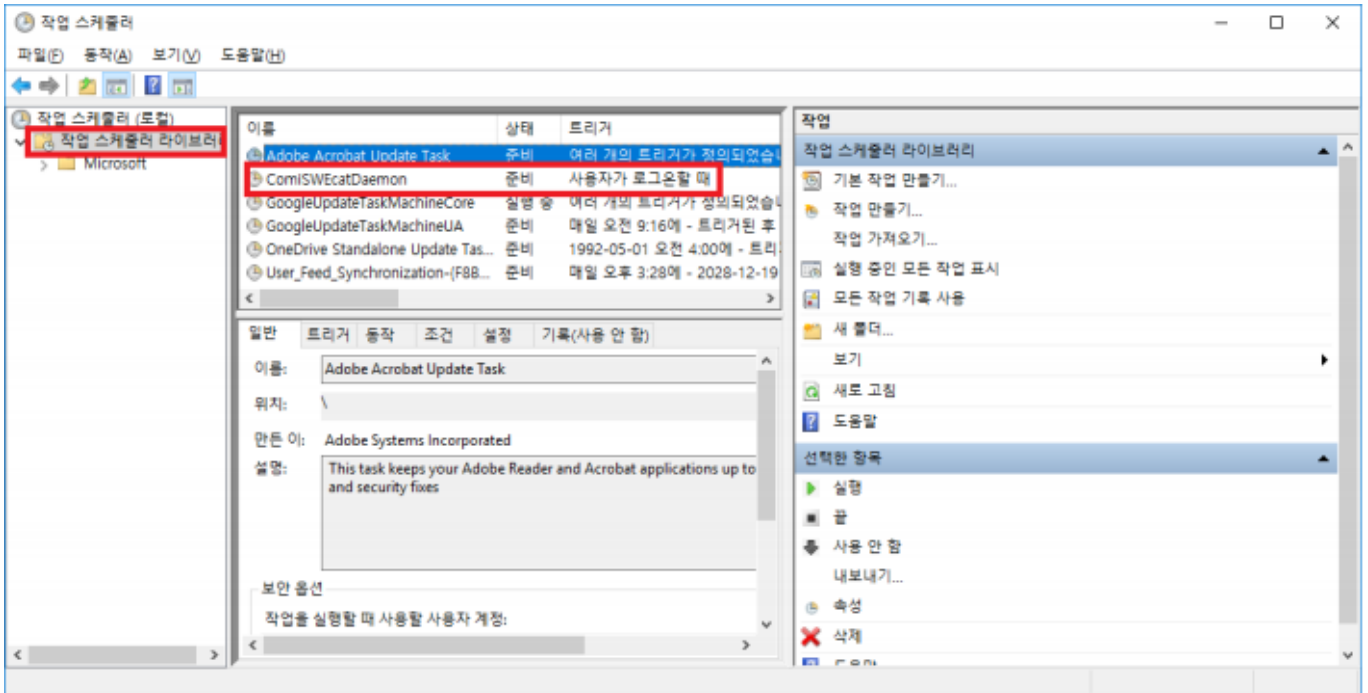 작업 스케줄러
파일(F) 동작(A) 보기(V) 도움말(H)
작업 스케줄러 (로컬)
작업 스케줄러 라이브러리
Microsoft
이름 상태 트리거
Adobe Acrobat Update Task 준비 여러 개의 트리거가 정의되었습니
ComiSWEcatDaemon 준비 사용자가 로그온할 때
GoogleUpdateTaskMachineCore 실행 중 여러 개의 트리거가 정의되었습니
GoogleUpdateTaskMachineUA 준비 매일 오전 9:16에 - 트리거된 후
OneDrive Standalone Update Tas... 준비 1992-05-01 오전 4:00에 - 트리
User_Feed_Synchronization-{F8B... 준비 매일 오후 3:28에 - 2028-12-19
일반 트리거 동작 조건 설정 기록(사용 안 함)
이름: Adobe Acrobat Update Task
위치: \
만든 이: Adobe Systems Incorporated
설명: This task keeps your Adobe Reader and Acrobat applications up to
and security fixes
보안 옵션
작업을 실행할 때 사용할 사용자 계정:
작업
작업 스케줄러 라이브러리
기본 작업 만들기...
작업 만들기...
작업 가져오기...
실행 중인 모든 작업 표시
모든 작업 기록 사용
새 폴더...
보기
새로 고침
도움말
선택한 항목
실행
끝
사용 안 함
내보내기...
속성
삭제